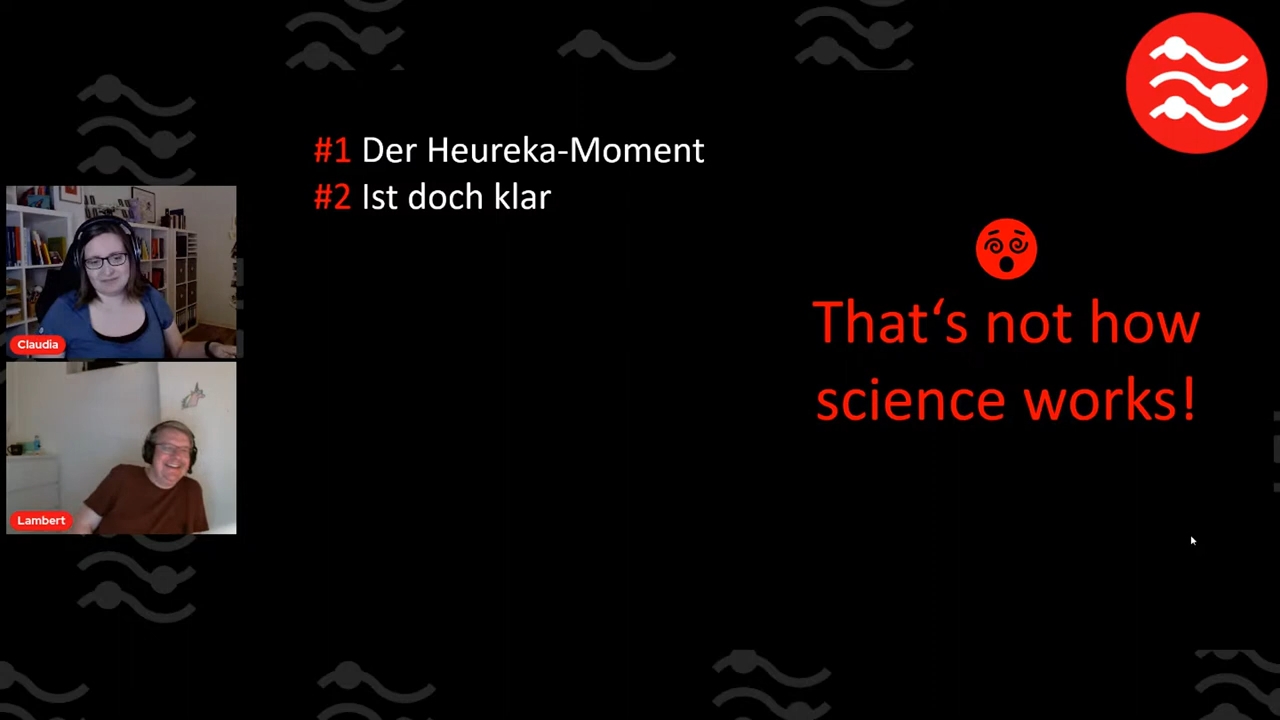 #1 Der Heureka-Moment
#2 Ist doch klar
That‘s not how
science works!
Claudia
Lambert